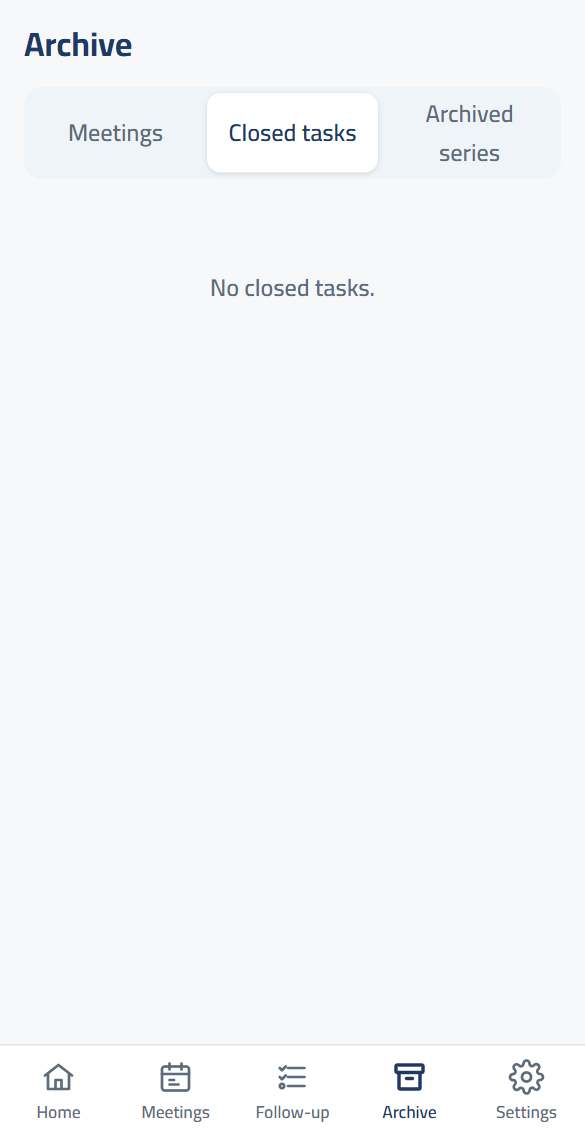 Archive
Meetings
Closed tasks
Archived
series
No closed tasks.
Home
Meetings
Follow-up
Archive
Settings